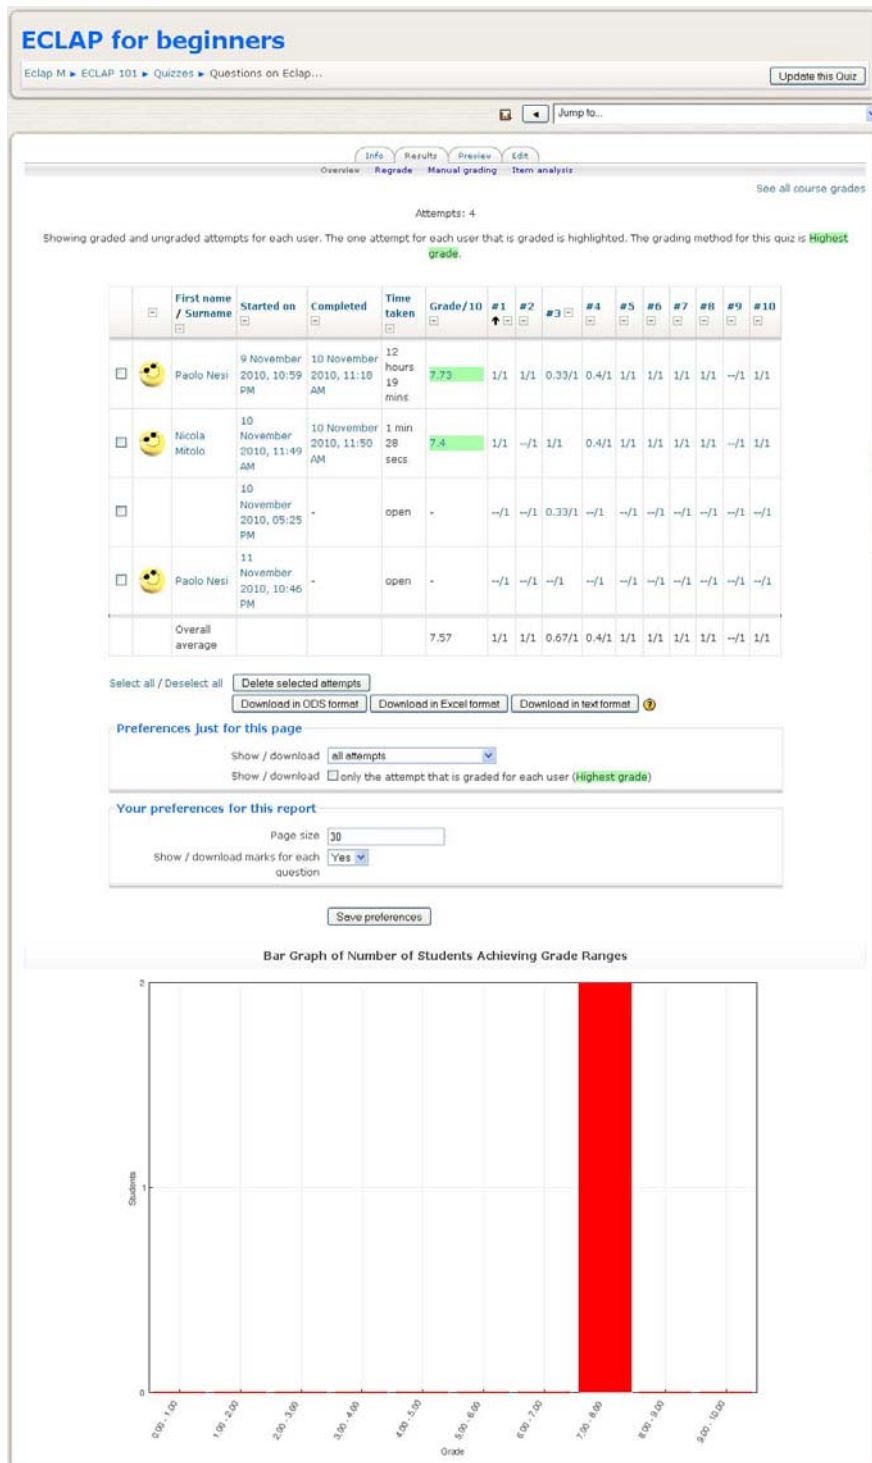 ECLAP for beginners
Eclap M ► ECLAP 101 ► Quizzes ► Questions on Eclap...
Update this Quiz
Jump to...
Info Results Preview Edit
Overview Regrade Manual grading Item analysis
See all course grades
Attempts: 4
Showing graded and ungraded attempts for each user. The one attempt for each user that is graded is highlighted. The grading method for this quiz is Highest
grade.
First name / Surname Started on Completed Time taken Grade/10 #1 #2 #3 #4 #5 #6 #7 #8 #9 #10
Paolo Nesi 9 November 2010, 10:59 PM 10 November 2010, 11:18 AM 12 hours 19 mins 7.73 1/1 1/1 0.33/1 0.4/1 1/1 1/1 1/1 1/1 --/1 1/1
Nicola Mitolo 10 November 2010, 11:49 AM 10 November 2010, 11:50 AM 1 min 28 secs 7.4 1/1 --/1 1/1 0.4/1 1/1 1/1 1/1 1/1 --/1 1/1
10 November 2010, 05:25 PM - open - --/1 --/1 0.33/1 --/1 --/1 --/1 --/1 --/1 --/1 --/1
Paolo Nesi 11 November 2010, 10:46 PM - open - --/1 --/1 --/1 --/1 --/1 --/1 --/1 --/1 --/1 --/1
Overall average 7.57 1/1 1/1 0.67/1 0.4/1 1/1 1/1 1/1 1/1 --/1 1/1
Select all / Deselect all Delete selected attempts
Download in ODS format Download in Excel format Download in text format
Preferences just for this page
Show / download all attempts
Show / download only the attempt that is graded for each user (Highest grade)
Your preferences for this report
Page size 30
Show / download marks for each question Yes
Save preferences
Bar Graph of Number of Students Achieving Grade Ranges
2
1
0
Students
0.00 - 1.00
1.00 - 2.00
2.00 - 3.00
3.00 - 4.00
4.00 - 5.00
5.00 - 6.00
6.00 - 7.00
7.00 - 8.00
8.00 - 9.00
9.00 - 10.00
Grade